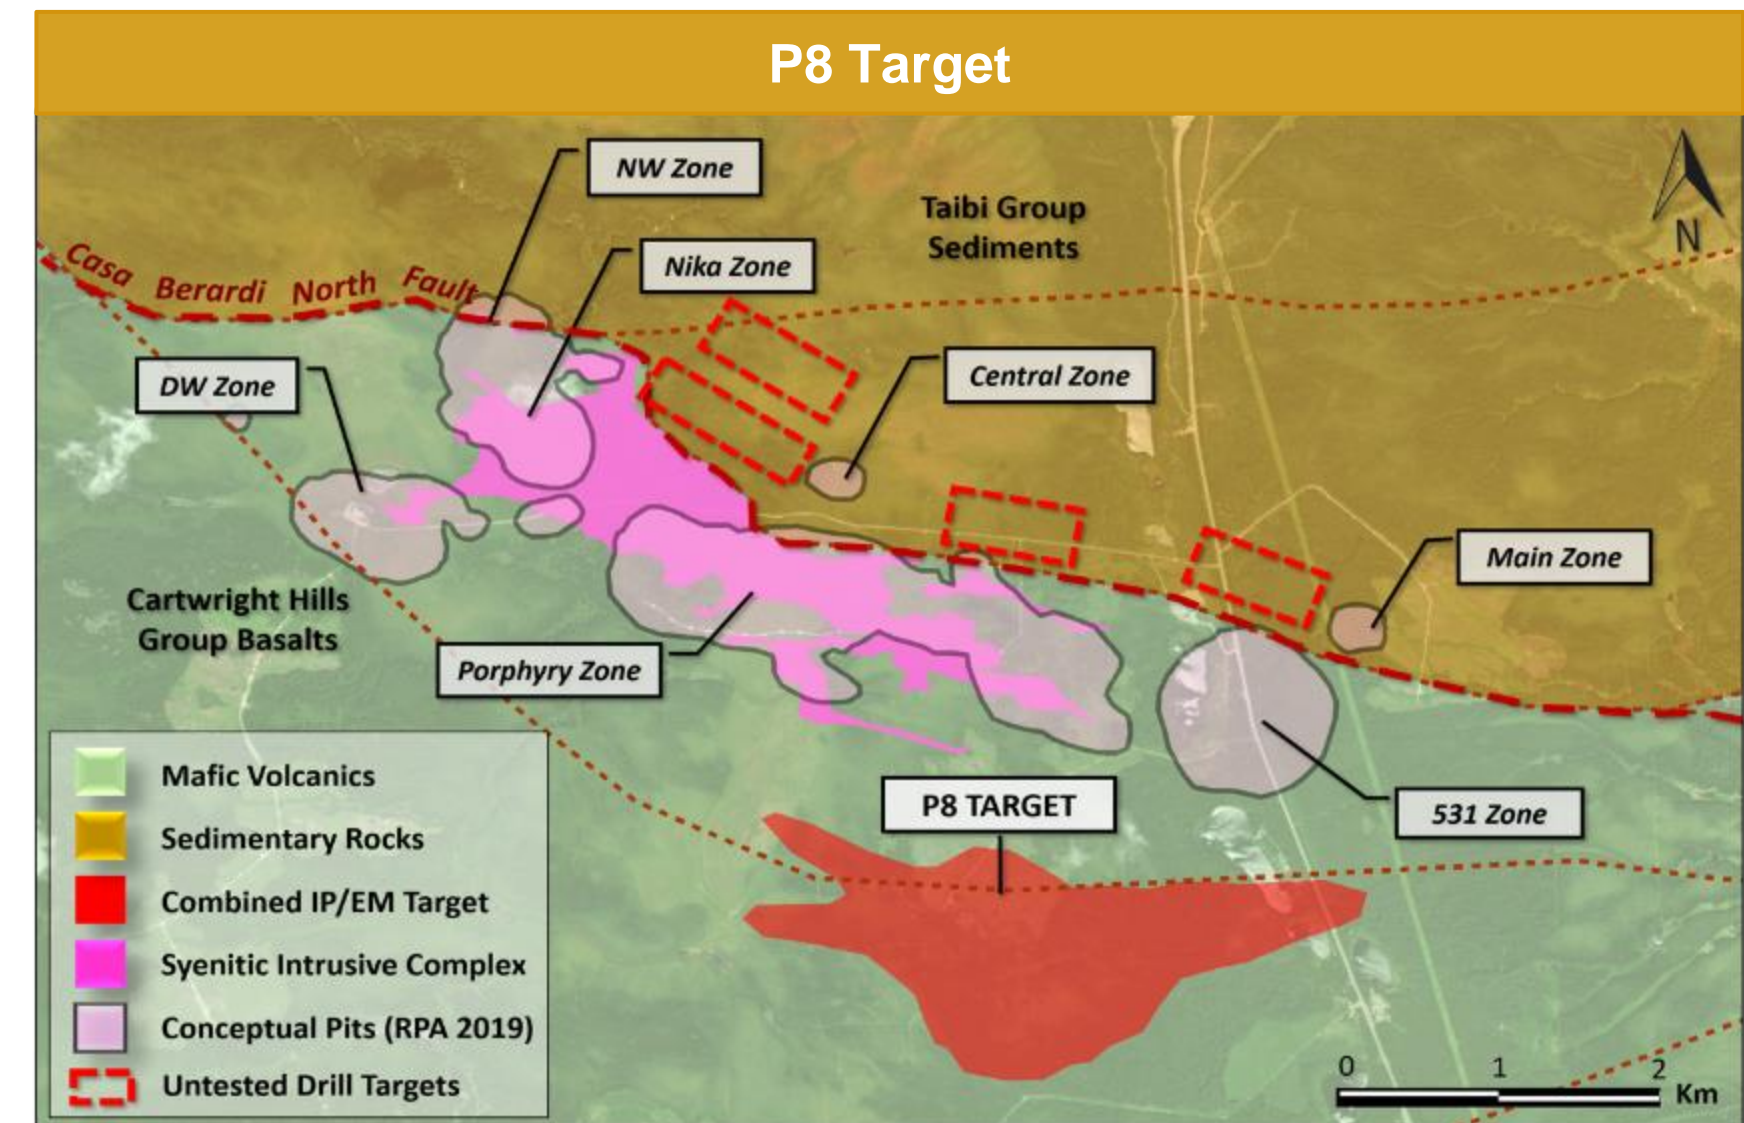 P8 Target
NW Zone
Taibi Group
Sediments
N
Casa Berardi North Fault
Nika Zone
DW Zone
Central Zone
Main Zone
Cartwright Hills
Group Basalts
Porphyry Zone
P8 TARGET
531 Zone
Mafic Volcanics
Sedimentary Rocks
Combined IP/EM Target
Syenitic Intrusive Complex
Conceptual Pits (RPA 2019)
Untested Drill Targets
0 1 2
Km